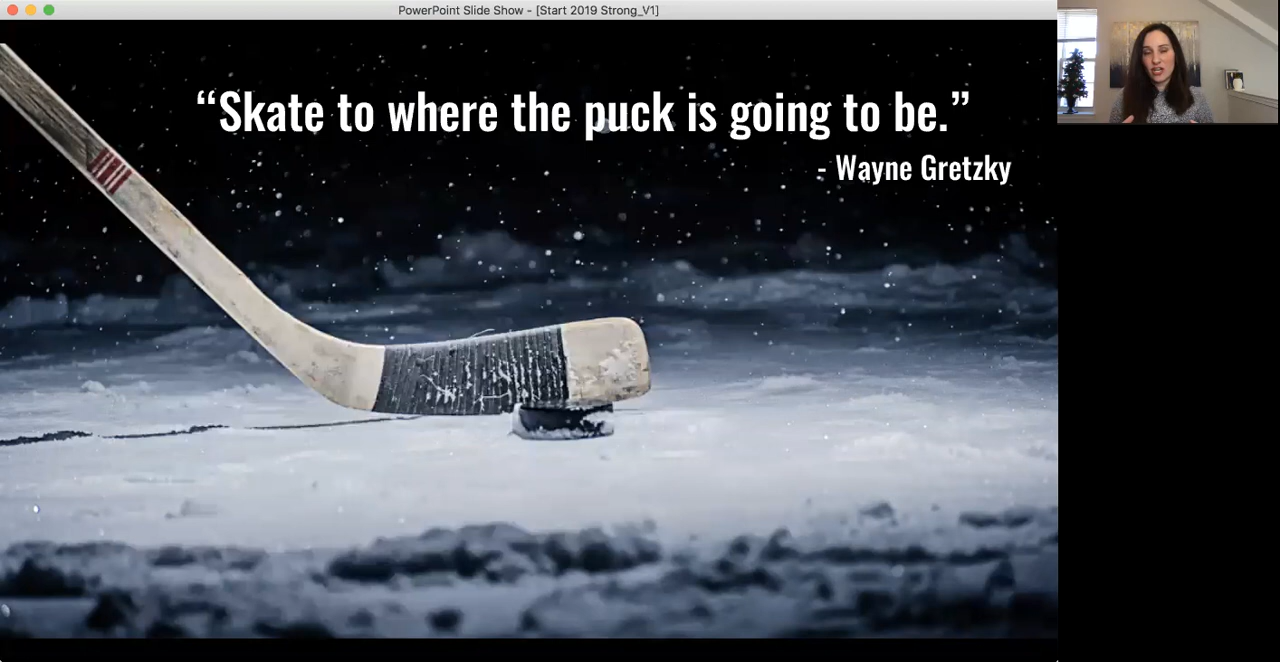 PowerPoint Slide Show - [Start 2019 Strong_V1]
“Skate to where the puck is going to be.”
- Wayne Gretzky